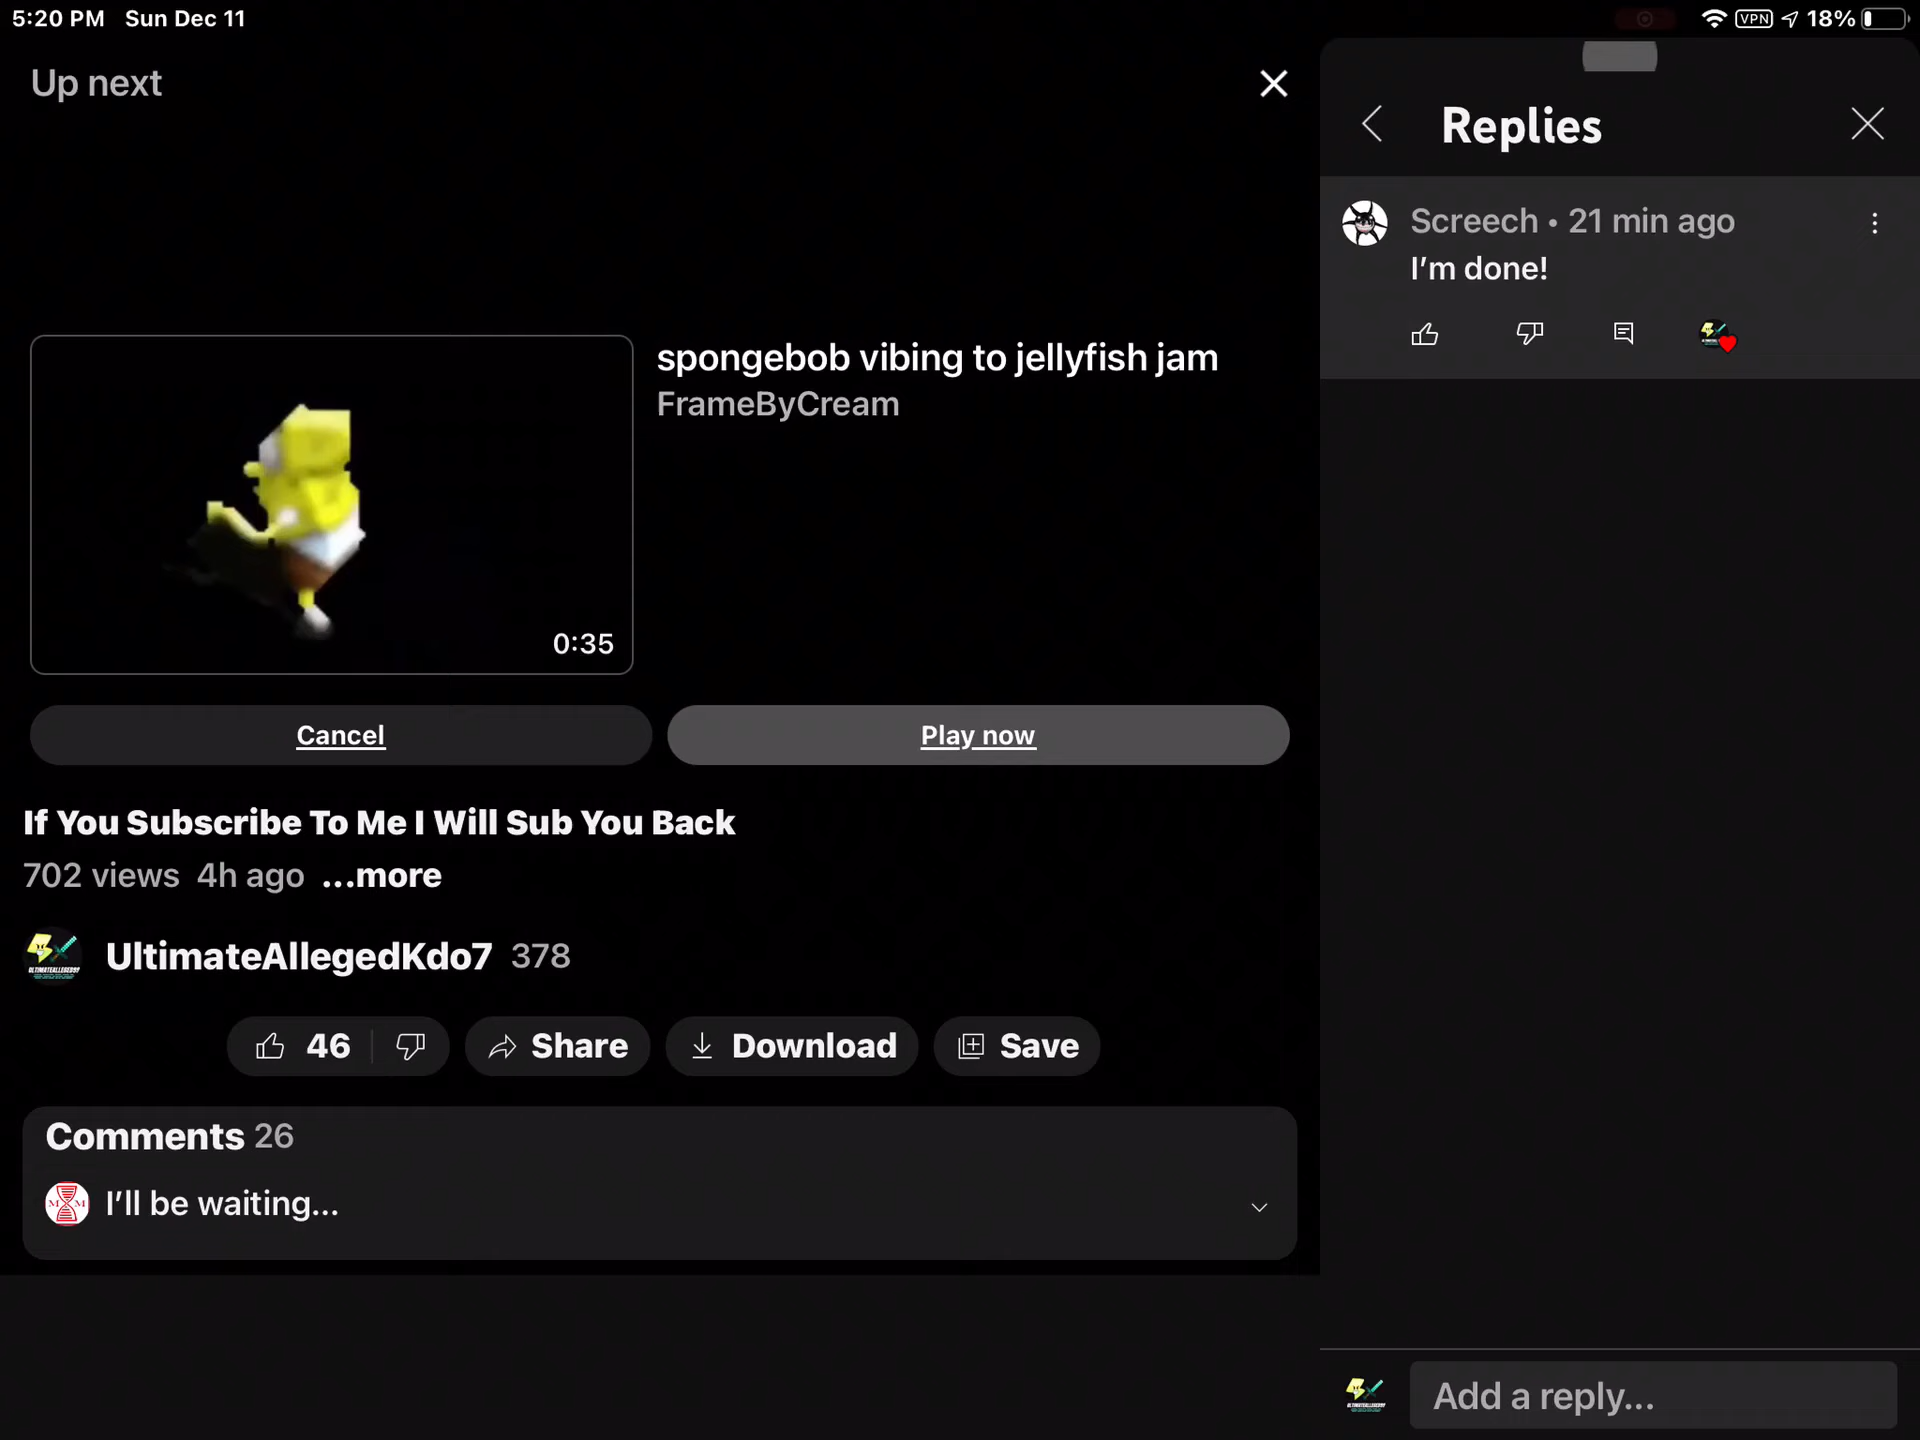 5:20 PM Sun Dec 11
VPN 18%
Up next
spongebob vibing to jellyfish jam
FrameByCream
0:35
Cancel
Play now
If You Subscribe To Me I Will Sub You Back
702 views 4h ago ...more
UltimateAllegedKdo7 378
46
Share
Download
Save
Comments 26
M M
I'll be waiting...
Replies
Screech • 21 min ago
I'm done!
Add a reply...